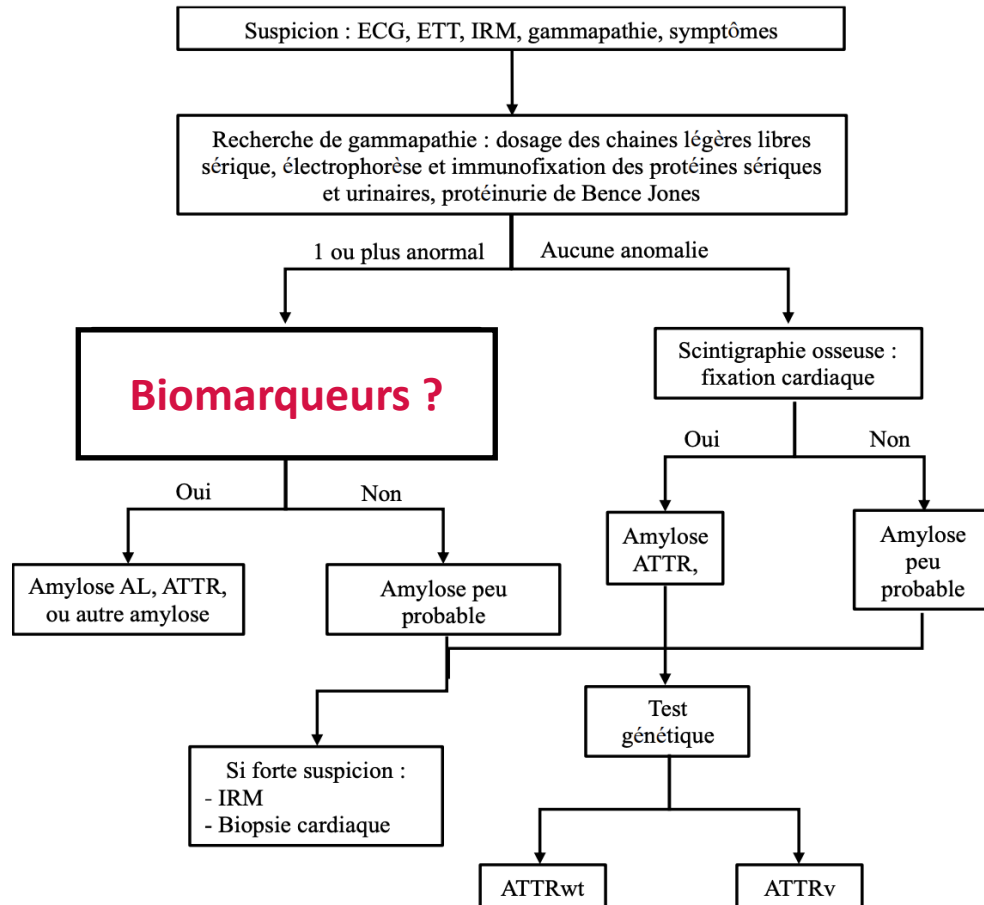 Suspicion : ECG, ETT, IRM, gammapathie, symptômes
Recherche de gammapathie : dosage des chaines légères libres
sérique, électrophorèse et immunofixation des protéines sériques
et urinaires, protéinurie de Bence Jones
1 ou plus anormal
Aucune anomalie
Biomarqueurs ?
Scintigraphie osseuse :
fixation cardiaque
Oui
Non
Oui
Non
Amylose AL, ATTR,
ou autre amylose
Amylose peu
probable
Amylose
ATTR,
Amylose
peu
probable
Si forte suspicion :
- IRM
- Biopsie cardiaque
Test
génétique
ATTRwt
ATTRv